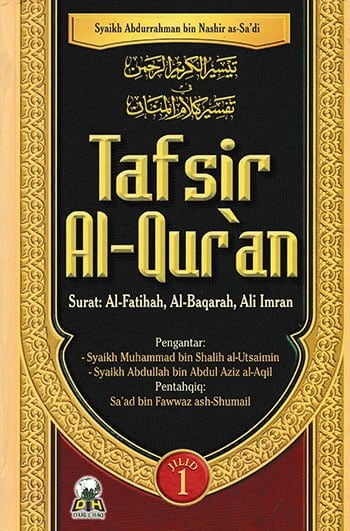 Syaikh Abdurrahman bin Nashir as-Sa'di
تيسير الكريم الرحمن
في
تفسير كلام المنان
Tafsir
Al-Qur`an
Surat: Al-Fatihah, Al-Baqarah, Ali Imran
Pengantar:
- Syaikh Muhammad bin Shalih al-Utsaimin
- Syaikh Abdullah bin Abdul Aziz al-Aqil
Pentahqiq:
Sa'ad bin Fawwaz ash-Shumail
JILID
1
DH
DARUL HAQ